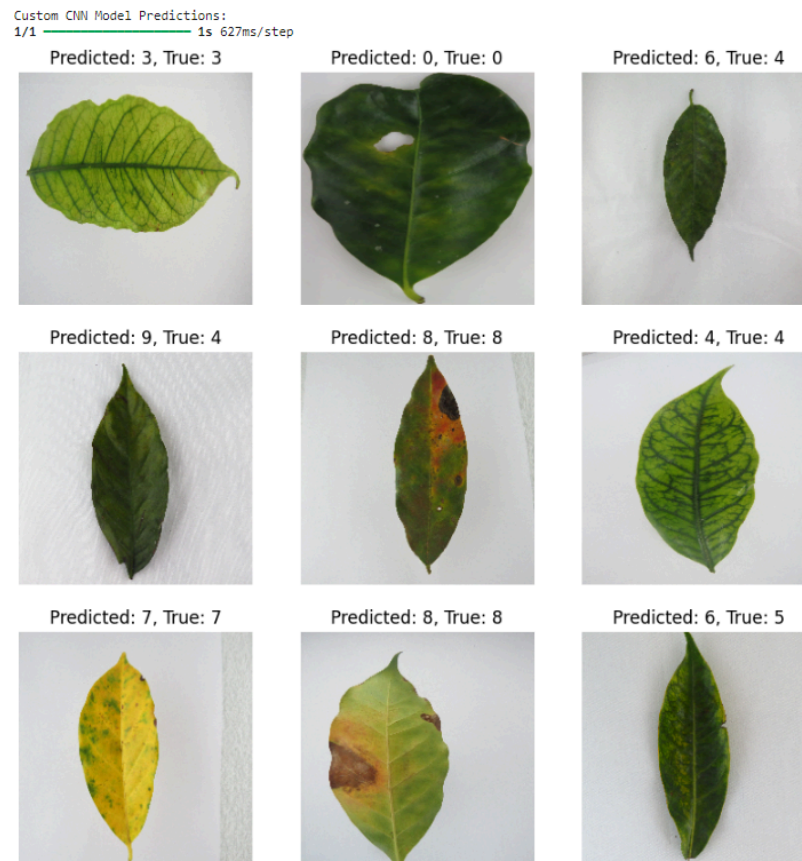 Custom CNN Model Predictions:
1/1 ━━━━━━━━━━━━━━━━━━━━ 1s 627ms/step
Predicted: 3, True: 3
Predicted: 0, True: 0
Predicted: 6, True: 4
Predicted: 9, True: 4
Predicted: 8, True: 8
Predicted: 4, True: 4
Predicted: 7, True: 7
Predicted: 8, True: 8
Predicted: 6, True: 5